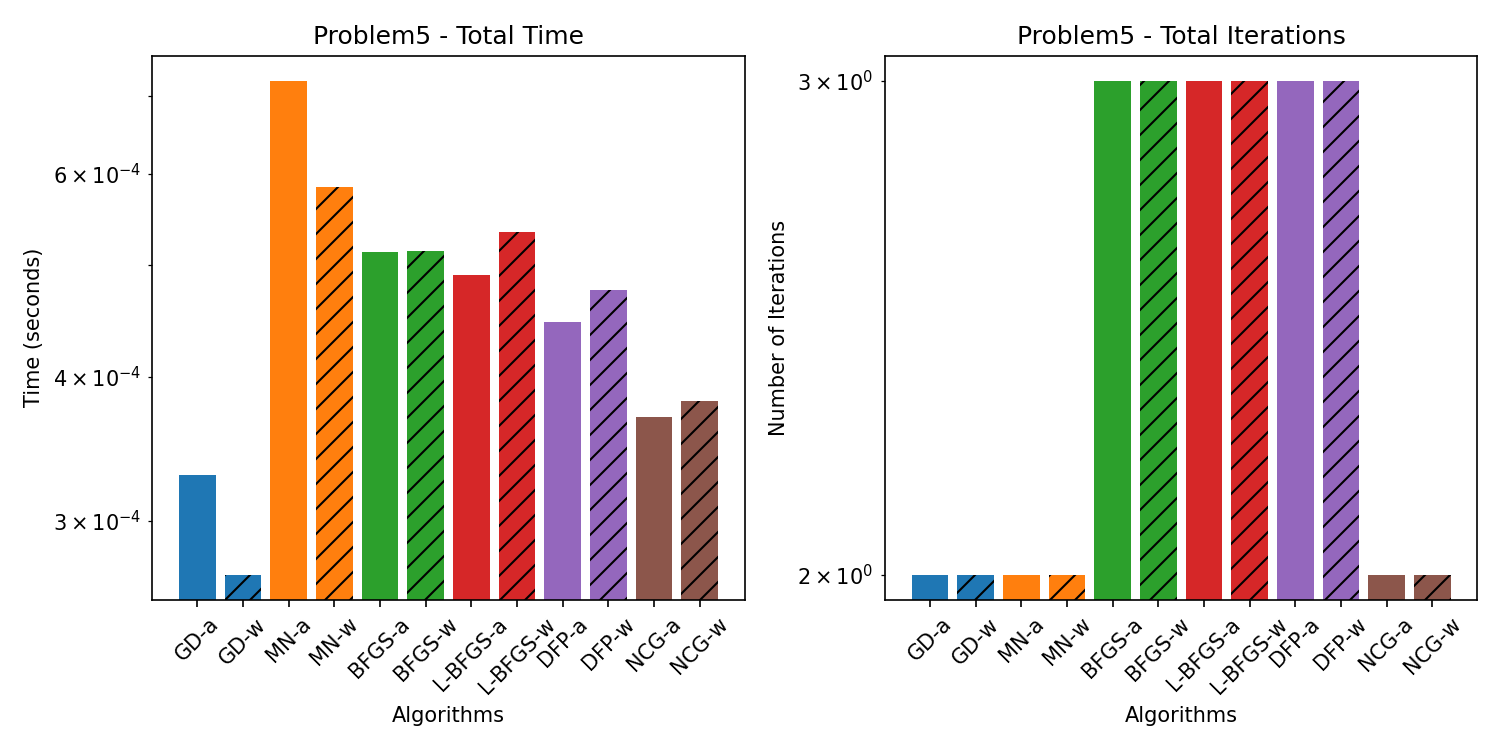 Problem5 - Total Time
Time (seconds)
6 × 10⁻⁴
4 × 10⁻⁴
3 × 10⁻⁴
GD-a
GD-w
MN-a
MN-w
BFGS-a
BFGS-w
L-BFGS-a
L-BFGS-w
DFP-a
DFP-w
NCG-a
NCG-w
Algorithms
Problem5 - Total Iterations
Number of Iterations
3 × 10⁰
2 × 10⁰
GD-a
GD-w
MN-a
MN-w
BFGS-a
BFGS-w
L-BFGS-a
L-BFGS-w
DFP-a
DFP-w
NCG-a
NCG-w
Algorithms